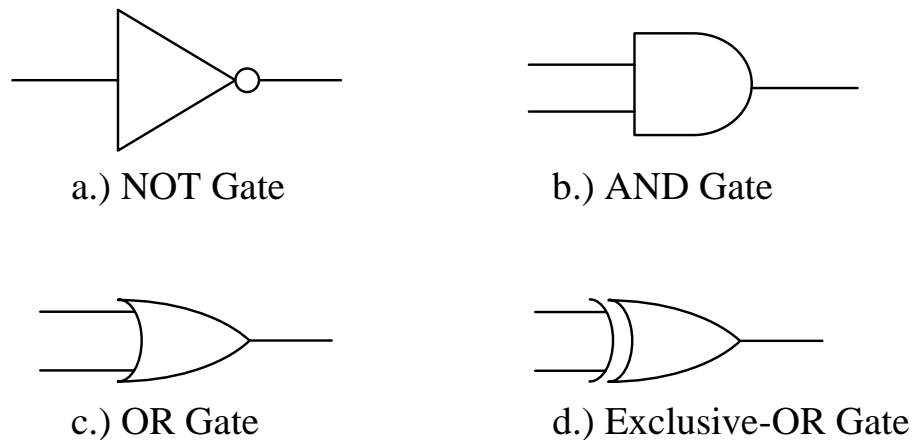 a.) NOT Gate
b.) AND Gate
c.) OR Gate
d.) Exclusive-OR Gate